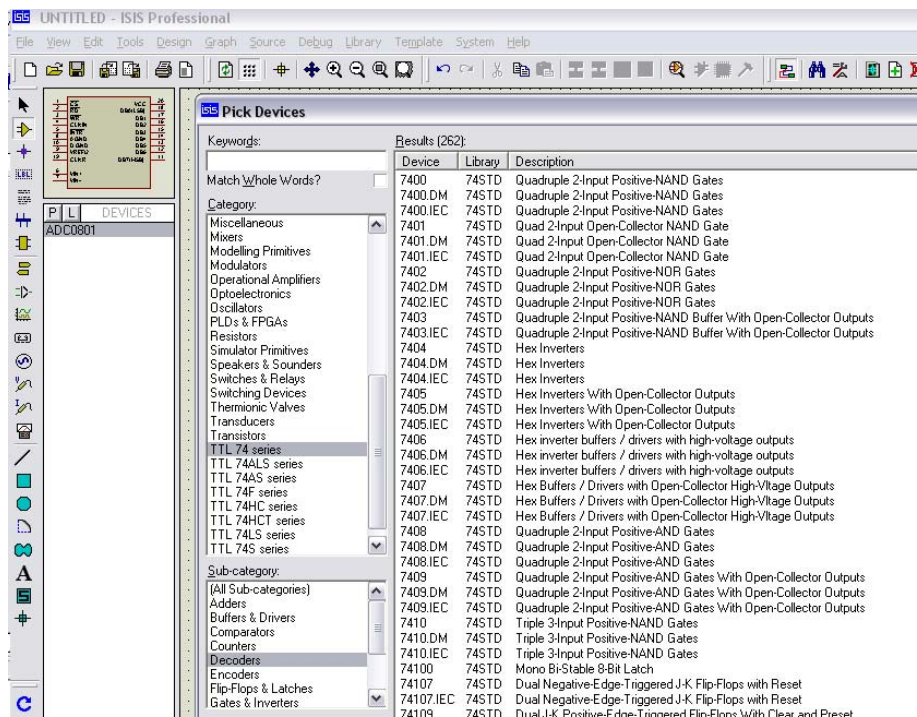 UNTITLED - ISIS Professional
File View Edit Tools Design Graph Source Debug Library Template System Help
P L DEVICES
ADC0801
Pick Devices
Keywords:
Match Whole Words?
Category:
Miscellaneous
Mixers
Modelling Primitives
Modulators
Operational Amplifiers
Optoelectronics
Oscillators
PLDs & FPGAs
Resistors
Simulator Primitives
Speakers & Sounders
Switches & Relays
Switching Devices
Thermionic Valves
Transducers
Transistors
TTL 74 series
TTL 74ALS series
TTL 74AS series
TTL 74F series
TTL 74HC series
TTL 74HCT series
TTL 74LS series
TTL 74S series
Sub-category:
(All Sub-categories)
Adders
Buffers & Drivers
Comparators
Counters
Decoders
Encoders
Flip-Flops & Latches
Gates & Inverters
Results (262):
Device Library Description
7400 74STD Quadruple 2-Input Positive-NAND Gates
7400.DM 74STD Quadruple 2-Input Positive-NAND Gates
7400.IEC 74STD Quadruple 2-Input Positive-NAND Gates
7401 74STD Quad 2-Input Open-Collector NAND Gate
7401.DM 74STD Quad 2-Input Open-Collector NAND Gate
7401.IEC 74STD Quad 2-Input Open-Collector NAND Gate
7402 74STD Quadruple 2-Input Positive-NOR Gates
7402.DM 74STD Quadruple 2-Input Positive-NOR Gates
7402.IEC 74STD Quadruple 2-Input Positive-NOR Gates
7403 74STD Quadruple 2-Input Positive-NAND Buffer With Open-Collector Outputs
7403.IEC 74STD Quadruple 2-Input Positive-NAND Buffer With Open-Collector Outputs
7404 74STD Hex Inverters
7404.DM 74STD Hex Inverters
7404.IEC 74STD Hex Inverters
7405 74STD Hex Inverters With Open-Collector Outputs
7405.DM 74STD Hex Inverters With Open-Collector Outputs
7405.IEC 74STD Hex Inverters With Open-Collector Outputs
7406 74STD Hex inverter buffers / drivers with high-voltage outputs
7406.DM 74STD Hex inverter buffers / drivers with high-voltage outputs
7406.IEC 74STD Hex inverter buffers / drivers with high-voltage outputs
7407 74STD Hex Buffers / Drivers with Open-Collector High-Vltage Outputs
7407.DM 74STD Hex Buffers / Drivers with Open-Collector High-Vltage Outputs
7407.IEC 74STD Hex Buffers / Drivers with Open-Collector High-Vltage Outputs
7408 74STD Quadruple 2-Input Positive-AND Gates
7408.DM 74STD Quadruple 2-Input Positive-AND Gates
7408.IEC 74STD Quadruple 2-Input Positive-AND Gates
7409 74STD Quadruple 2-Input Positive-AND Gates With Open-Collector Outputs
7409.DM 74STD Quadruple 2-Input Positive-AND Gates With Open-Collector Outputs
7409.IEC 74STD Quadruple 2-Input Positive-AND Gates With Open-Collector Outputs
7410 74STD Triple 3-Input Positive-NAND Gates
7410.DM 74STD Triple 3-Input Positive-NAND Gates
7410.IEC 74STD Triple 3-Input Positive-NAND Gates
74100 74STD Mono Bi-Stable 8-Bit Latch
74107 74STD Dual Negative-Edge-Triggered J-K Flip-Flops with Reset
74107.IEC 74STD Dual Negative-Edge-Triggered J-K Flip-Flops with Reset
74109 74STD Dual J-K Positive-Edge-Triggered Flip-Flops With Clear and Preset